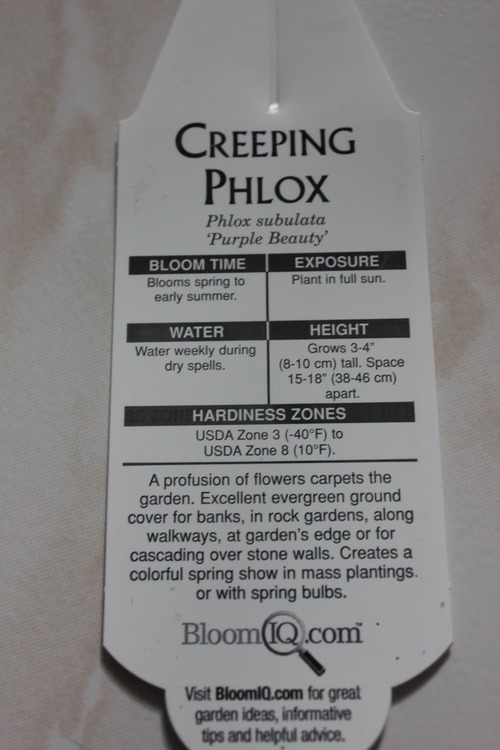 CREEPING
PHLOX
Phlox subulata
‘Purple Beauty’
BLOOM TIME
Blooms spring to
early summer.
EXPOSURE
Plant in full sun.
WATER
Water weekly during
dry spells.
HEIGHT
Grows 3-4"
(8-10 cm) tall. Space
15-18" (38-46 cm)
apart.
HARDINESS ZONES
USDA Zone 3 (-40°F) to
USDA Zone 8 (10°F).
A profusion of flowers carpets the
garden. Excellent evergreen ground
cover for banks, in rock gardens, along
walkways, at garden's edge or for
cascading over stone walls. Creates a
colorful spring show in mass plantings.
or with spring bulbs.
BloomIQ.com™
Visit BloomIQ.com for great
garden ideas, informative
tips and helpful advice.